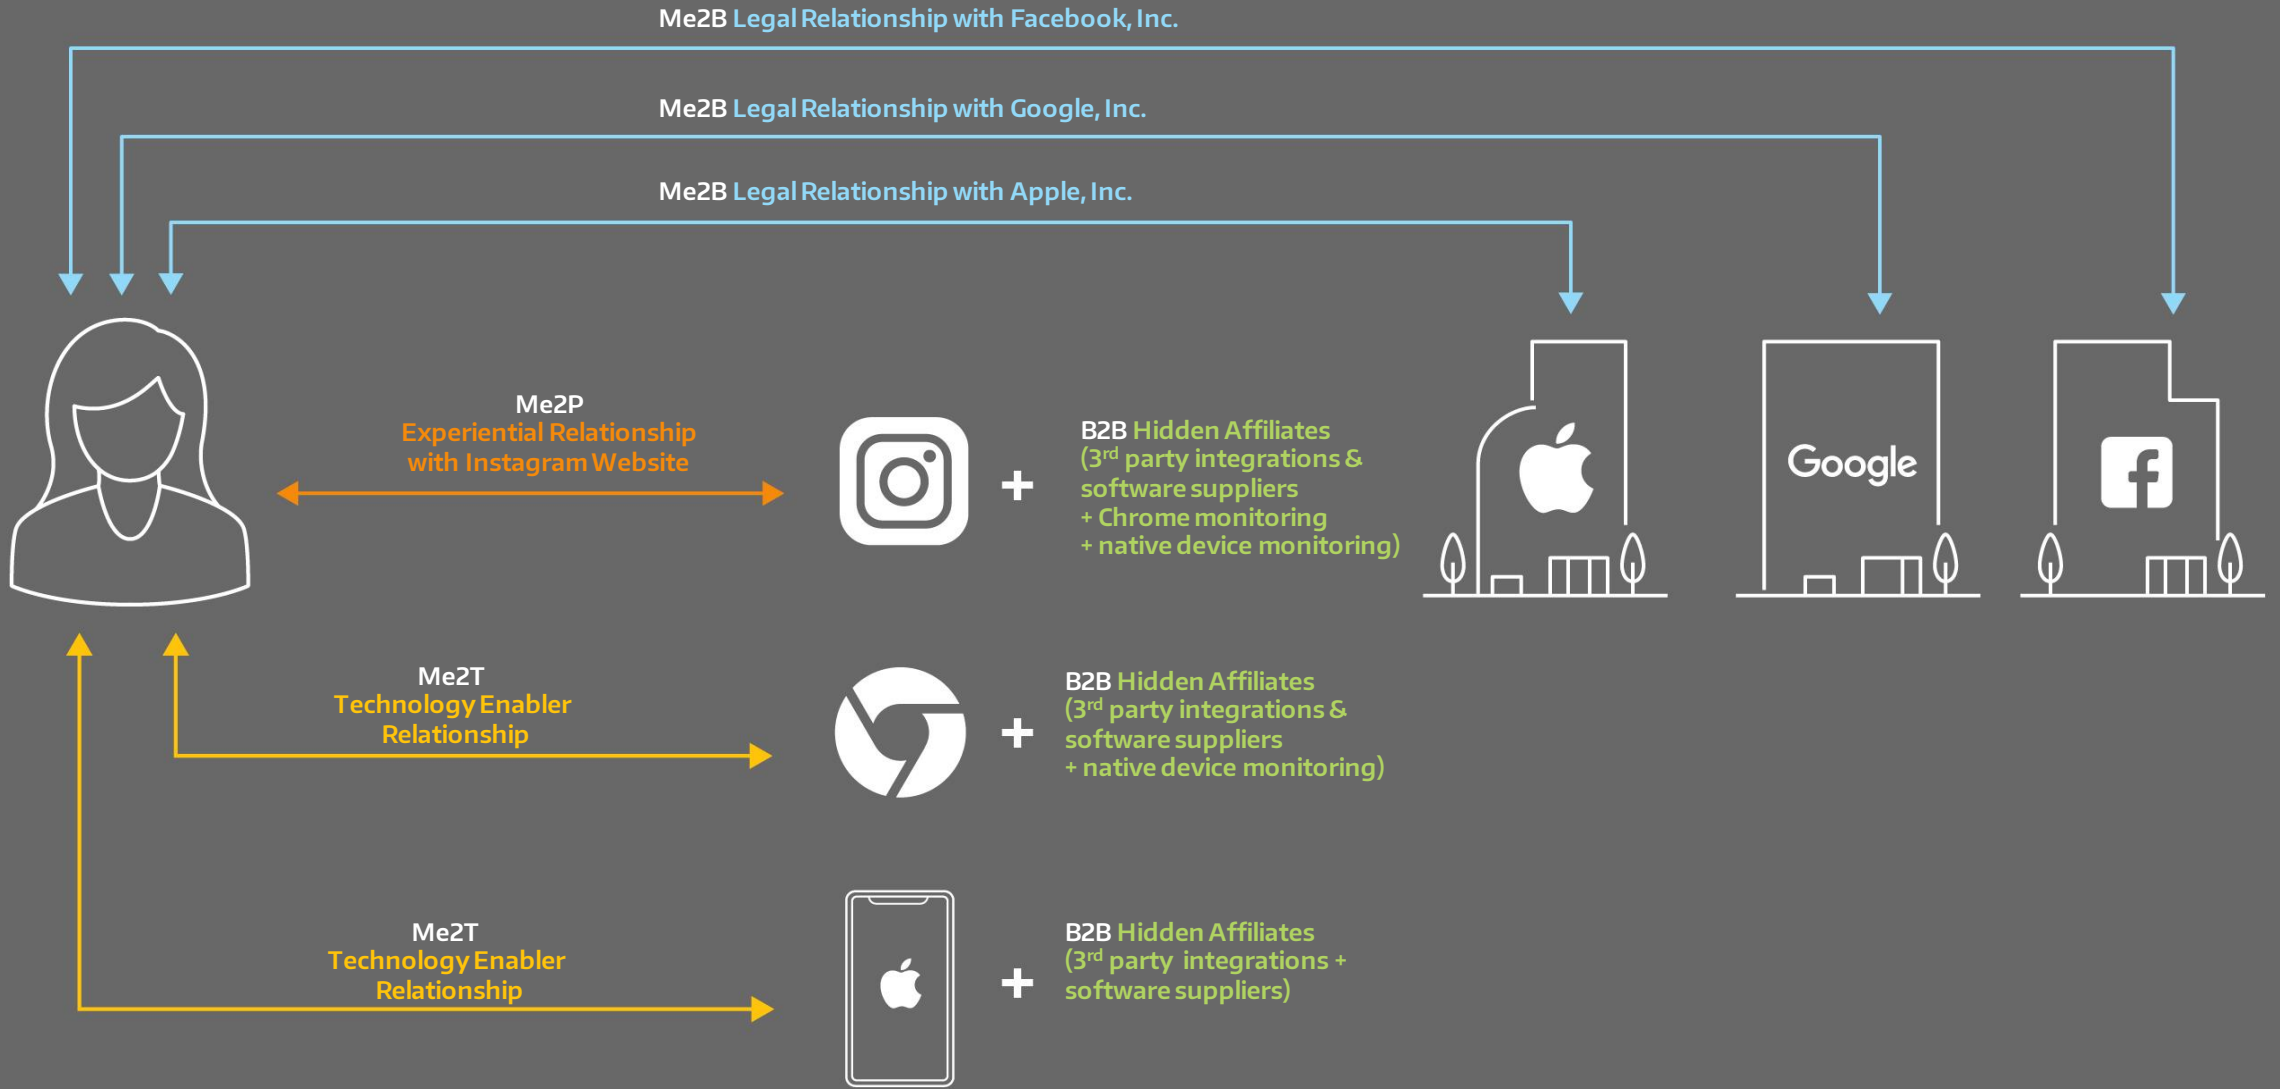 Me2B Legal Relationship with Facebook, Inc.
Me2B Legal Relationship with Google, Inc.
Me2B Legal Relationship with Apple, Inc.
Me2P
Experiential Relationship
with Instagram Website
B2B Hidden Affiliates
(3rd party integrations &
software suppliers
+ Chrome monitoring
+ native device monitoring)
Google
Me2T
Technology Enabler
Relationship
B2B Hidden Affiliates
(3rd party integrations &
software suppliers
+ native device monitoring)
Me2T
Technology Enabler
Relationship
B2B Hidden Affiliates
(3rd party integrations +
software suppliers)